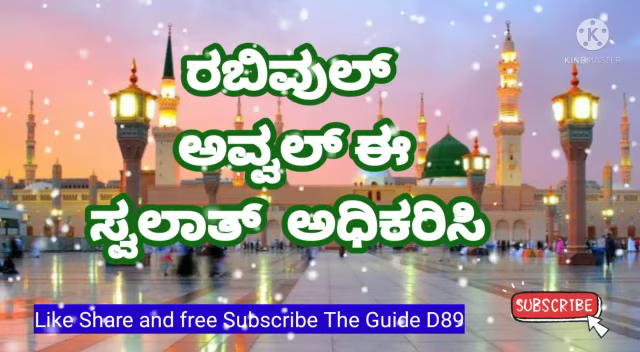 ರಬಿವುಲ್
ಅವ್ವಲ್ ಈ
ಸ್ವಲಾತ್ ಅಧಿಕರಿಸಿ
K
KINEMASTER
SUBSCRIBE
Like Share and free Subscribe The Guide D89